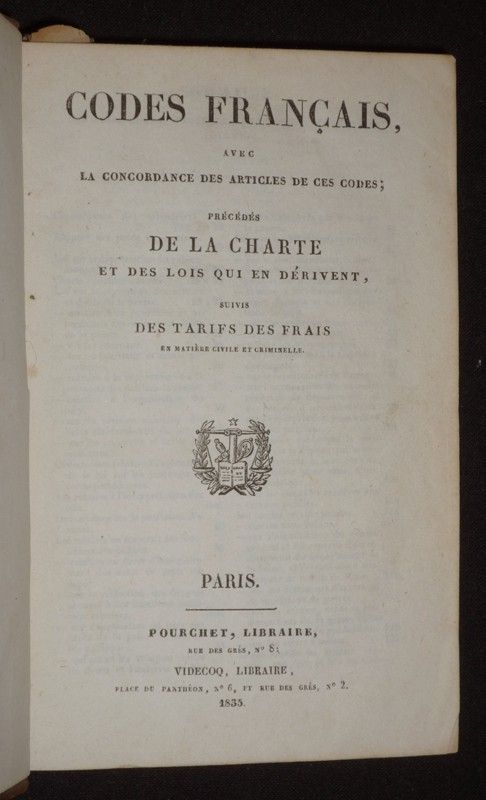 CODES FRANÇAIS,
AVEC
LA CONCORDANCE DES ARTICLES DE CES CODES;
PRÉCÉDÉS
DE LA CHARTE
ET DES LOIS QUI EN DÉRIVENT,
SUIVIS
DES TARIFS DES FRAIS
EN MATIÈRE CIVILE ET CRIMINELLE.
PARIS.
POURCHET, LIBRAIRE,
RUE DES GRÉS, N° 8;
VIDECOQ, LIBRAIRE,
PLACE DU PANTHÉON, N° 6, ET RUE DES GRÉS, N° 2.
1835.